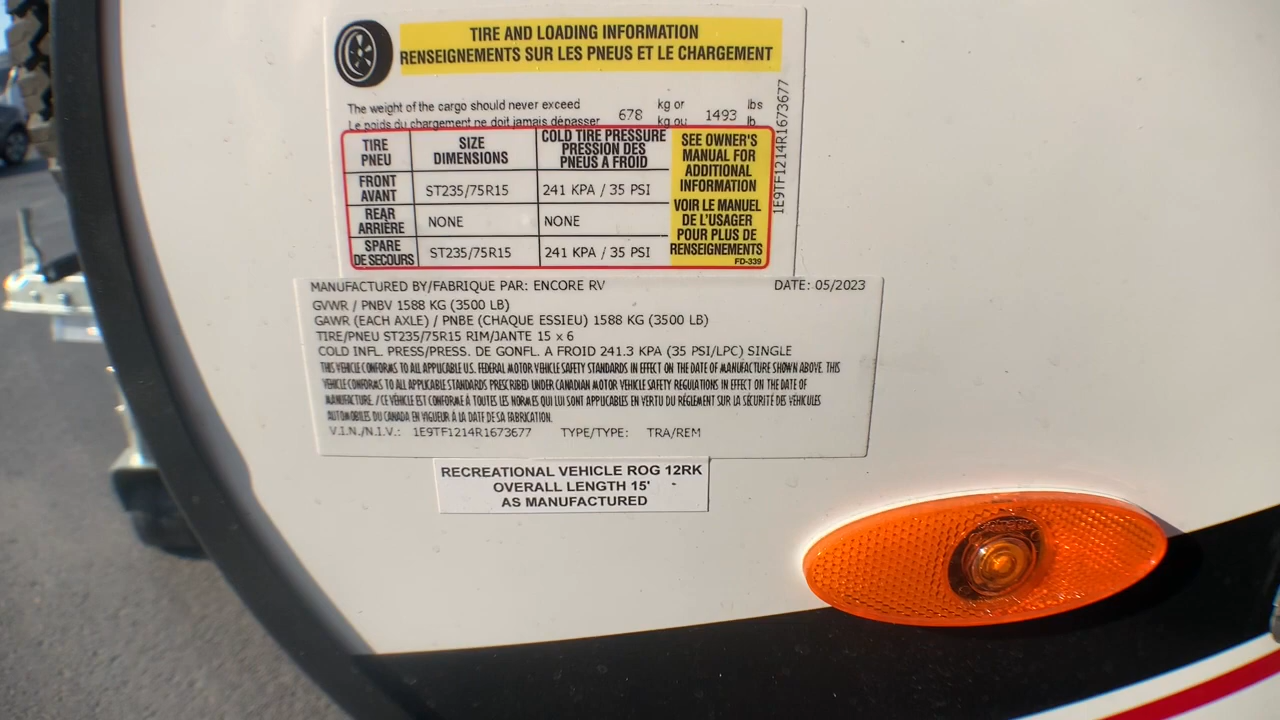 TIRE AND LOADING INFORMATION
RENSEIGNEMENTS SUR LES PNEUS ET LE CHARGEMENT
The weight of the cargo should never exceed 678 kg or 1493 lbs
Le poids du chargement ne doit jamais dépasser kg ou lb
TIRE PNEU
SIZE DIMENSIONS
COLD TIRE PRESSURE PRESSION DES PNEUS A FROID
FRONT AVANT
ST235/75R15
241 KPA / 35 PSI
REAR ARRIÈRE
NONE
NONE
SPARE DE SECOURS
ST235/75R15
241 KPA / 35 PSI
SEE OWNER'S
MANUAL FOR
ADDITIONAL
INFORMATION
VOIR LE MANUEL
DE L'USAGER
POUR PLUS DE
RENSEIGNEMENTS
FD-339
1E9TF1214R1673677
MANUFACTURED BY/FABRIQUE PAR: ENCORE RV DATE: 05/2023
GVWR / PNBV 1588 KG (3500 LB)
GAWR (EACH AXLE) / PNBE (CHAQUE ESSIEU) 1588 KG (3500 LB)
TIRE/PNEU ST235/75R15 RIM/JANTE 15 x 6
COLD INFL. PRESS/PRESS. DE GONFL. A FROID 241.3 KPA (35 PSI/LPC) SINGLE
THIS VEHICLE CONFORMS TO ALL APPLICABLE U.S. FEDERAL MOTOR VEHICLE SAFETY STANDARDS IN EFFECT ON THE DATE OF MANUFACTURE SHOWN ABOVE. THIS
VEHICLE CONFORMS TO ALL APPLICABLE STANDARDS PRESCRIBED UNDER CANADIAN MOTOR VEHICLE SAFETY REGULATIONS IN EFFECT ON THE DATE OF
MANUFACTURE. / CE VÉHICLE EST CONFORME À TOUTES LES NORMES QUI LUI SONT APPLICABLES EN VERTU DU RÉGLEMENT SUR LA SÉCURITÉ DES VÉHICULES
AUTOMOBILES DU CANADA EN VIGUEUR À LA DATE DE SA FABRICATION.
V.I.N./N.I.V.: 1E9TF1214R1673677 TYPE/TYPE: TRA/REM
RECREATIONAL VEHICLE ROG 12RK
OVERALL LENGTH 15'
AS MANUFACTURED